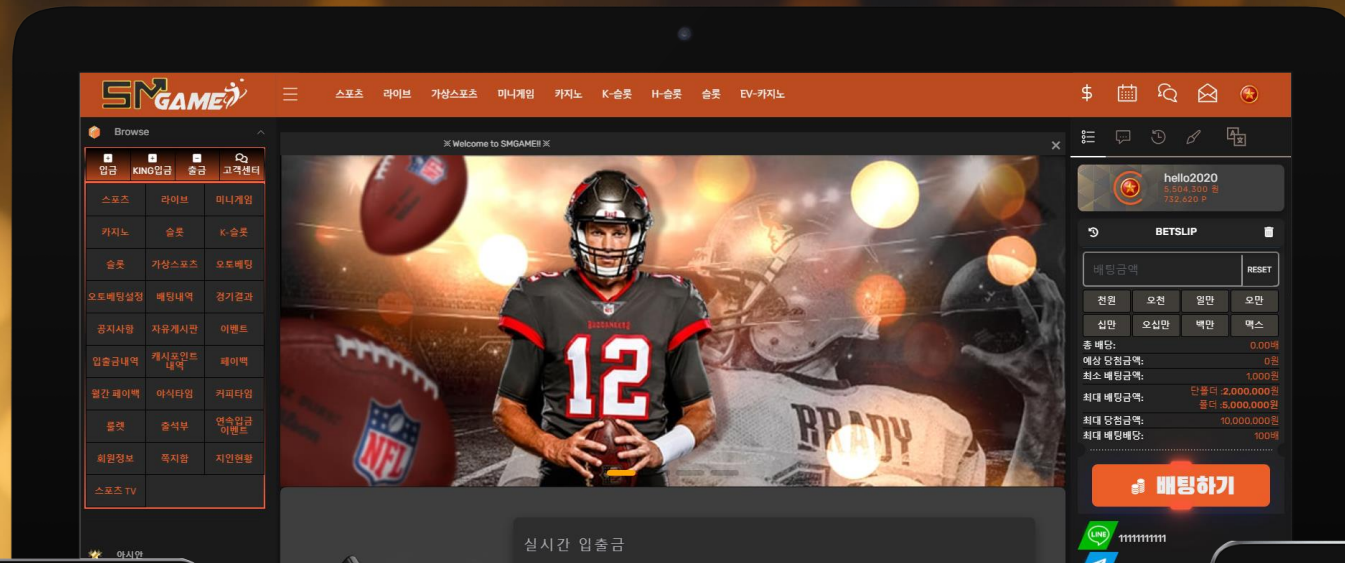 SMGAME
스포츠 라이브 가상스포츠 미니게임 카지노 K-슬롯 H-슬롯 슬롯 EV-카지노
Browse
※ Welcome to SMGAME!! ※
입금 KING입금 출금 고객센터
스포츠 라이브 미니게임
카지노 슬롯 K-슬롯
슬롯 가상스포츠 오토베팅
오토베팅설정 배팅내역 경기결과
공지사항 자유게시판 이벤트
입출금내역 캐시포인트 내역 페이백
월간 페이백 야식타임 커피타임
룰렛 출석부 연속입금 이벤트
회원정보 쪽지함 지인현황
스포츠 TV
아시안
NFL
BUCCANEERS
12
BRADY
실시간 입출금
hello2020
5,504,300 원
732,620 P
BETSLIP
배팅금액 RESET
천원 오천 일만 오만
십만 오십만 백만 맥스
총 배당: 0.00배
예상 당첨금액: 0원
최소 배팅금액: 1,000원
최대 배팅금액: 단폴더 :2,000,000원
폴더 :5,000,000원
최대 당첨금액: 10,000,000원
최대 배팅배당: 100배
배팅하기
LINE 1111111111